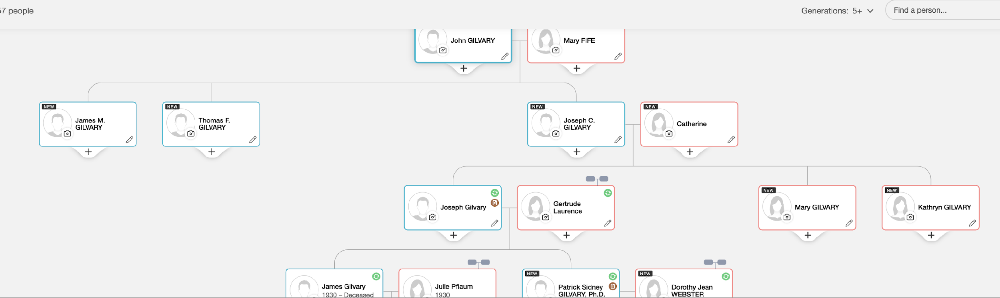 57 people
Generations: 5+
Find a person...
John GILVARY
Mary FIFE
NEW
James M.
GILVARY
NEW
Thomas F.
GILVARY
NEW
Joseph C.
GILVARY
NEW
Catherine
Joseph Gilvary
Gertrude
Laurence
NEW
Mary GILVARY
NEW
Kathryn GILVARY
James Gilvary
1930 – Deceased
Julie Pflaum
1930
NEW
Patrick Sidney
GILVARY, Ph.D.
NEW
Dorothy Jean
WEBSTER